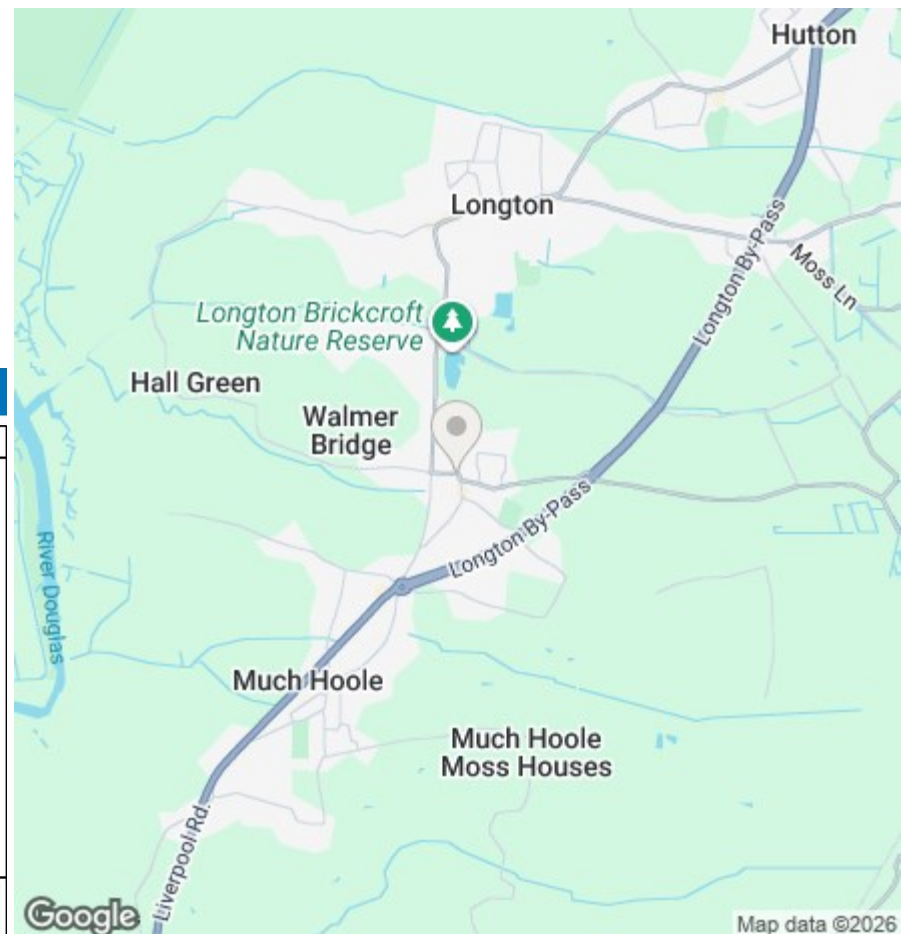 Hutton
Longton
Longton By-Pass
Moss Ln
Longton Brickcroft
Nature Reserve
Hall Green
Walmer
Bridge
River Douglas
Longton By-Pass
Much Hoole
Much Hoole
Moss Houses
Liverpool Rd.
Google
Map data ©2026